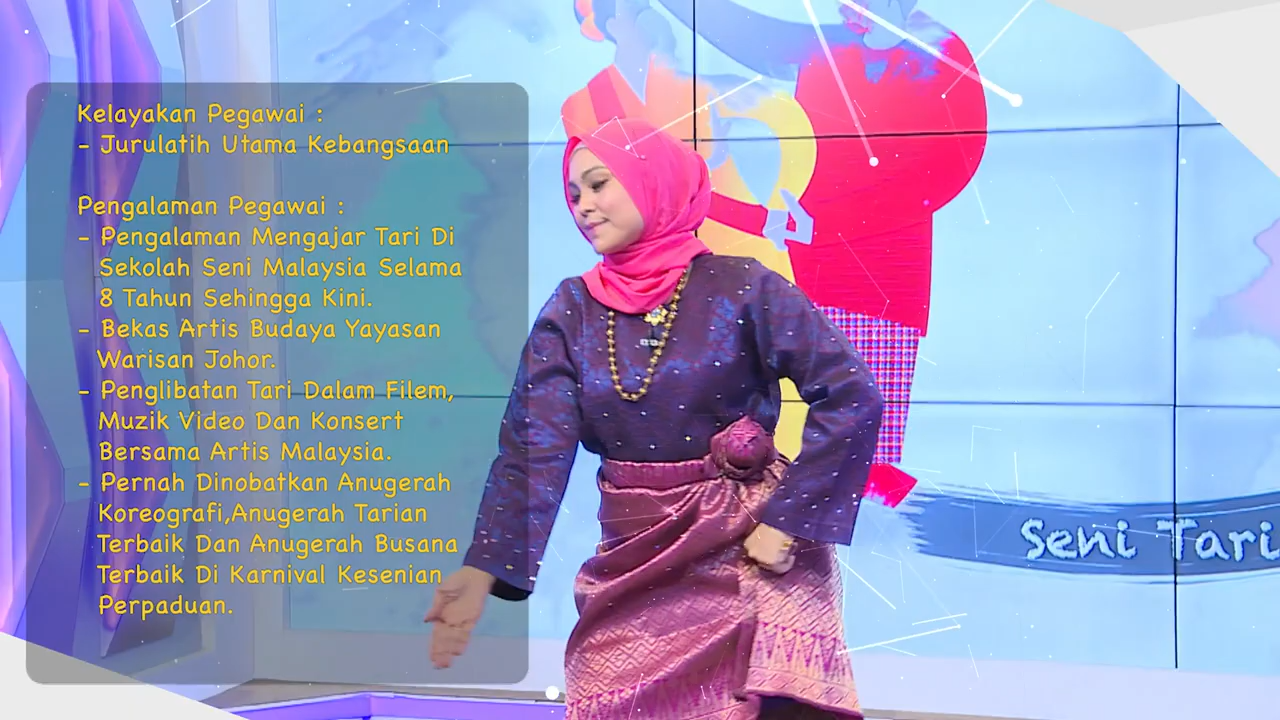 Kelayakan Pegawai :
- Jurulatih Utama Kebangsaan
Pengalaman Pegawai :
- Pengalaman Mengajar Tari Di
Sekolah Seni Malaysia Selama
8 Tahun Sehingga Kini.
- Bekas Artis Budaya Yayasan
Warisan Johor.
- Penglibatan Tari Dalam Filem,
Muzik Video Dan Konsert
Bersama Artis Malaysia.
- Pernah Dinobatkan Anugerah
Koreografi,Anugerah Tarian
Terbaik Dan Anugerah Busana
Terbaik Di Karnival Kesenian
Perpaduan.
Seni Tari